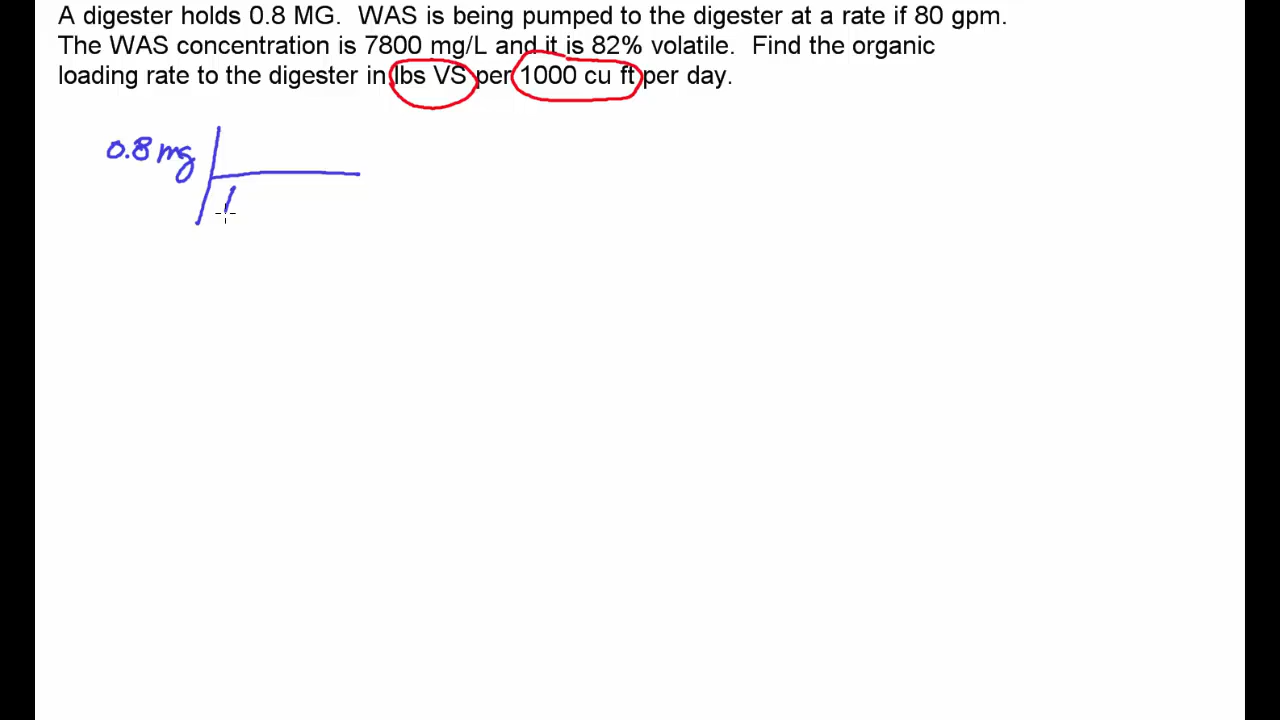 A digester holds 0.8 MG. WAS is being pumped to the digester at a rate if 80 gpm.
The WAS concentration is 7800 mg/L and it is 82% volatile. Find the organic
loading rate to the digester in lbs VS per 1000 cu ft per day.
0.8 mg
1